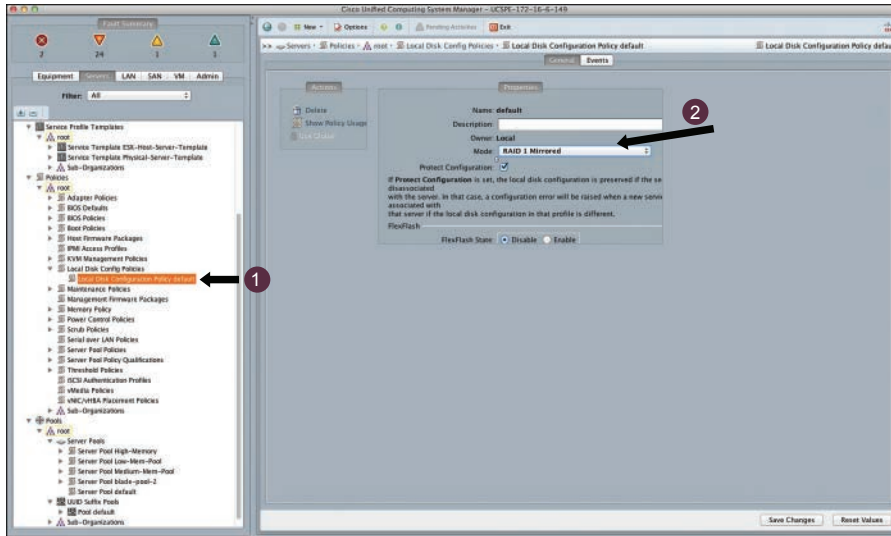 Cisco Unified Computing System Manager - UCSPE-172-16-6-149
Fault Summary
2 24 1 3
Equipment Servers LAN SAN VM Admin
Filter: All
Service Profile Templates
root
Service Template ESX-Host-Server-Template
Service Template Physical-Server-Template
Sub-Organizations
Policies
root
Adapter Policies
BIOS Defaults
BIOS Policies
Boot Policies
Host Firmware Packages
IPMI Access Profiles
KVM Management Policies
Local Disk Config Policies
Local Disk Configuration Policy default
Maintenance Policies
Management Firmware Packages
Memory Policy
Power Control Policies
Scrub Policies
Serial over LAN Policies
Server Pool Policies
Server Pool Policy Qualifications
Threshold Policies
iSCSI Authentication Profiles
vMedia Policies
vNIC/vHBA Placement Policies
Sub-Organizations
Pools
root
Server Pools
Server Pool High-Memory
Server Pool Low-Mem-Pool
Server Pool Medium-Mem-Pool
Server Pool blade-pool-2
Server Pool default
UUID Suffix Pools
Pool default
Sub-Organizations
1
New Options Pending Activities Exit
>> Servers Policies root Local Disk Config Policies Local Disk Configuration Policy default
Local Disk Configuration Policy defau
General Events
Actions
Delete
Show Policy Usage
Use Global
Properties
Name: default
Description:
Owner: Local
Mode: RAID 1 Mirrored
2
Protect Configuration:
If Protect Configuration is set, the local disk configuration is preserved if the se
disassociated
with the server. In that case, a configuration error will be raised when a new servic
associated with
that server if the local disk configuration in that profile is different.
FlexFlash
FlexFlash State: Disable Enable
Save Changes Reset Values